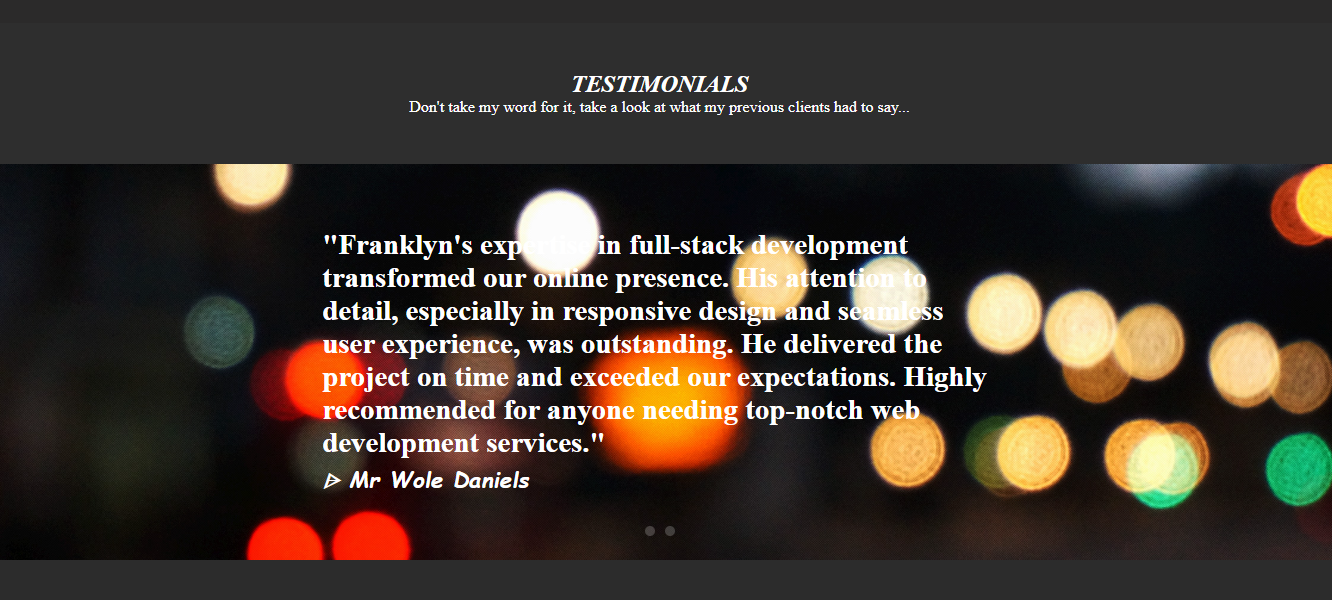 TESTIMONIALS
Don't take my word for it, take a look at what my previous clients had to say...
"Franklyn's expertise in full-stack development
transformed our online presence. His attention to
detail, especially in responsive design and seamless
user experience, was outstanding. He delivered the
project on time and exceeded our expectations. Highly
recommended for anyone needing top-notch web
development services."
Mr Wole Daniels